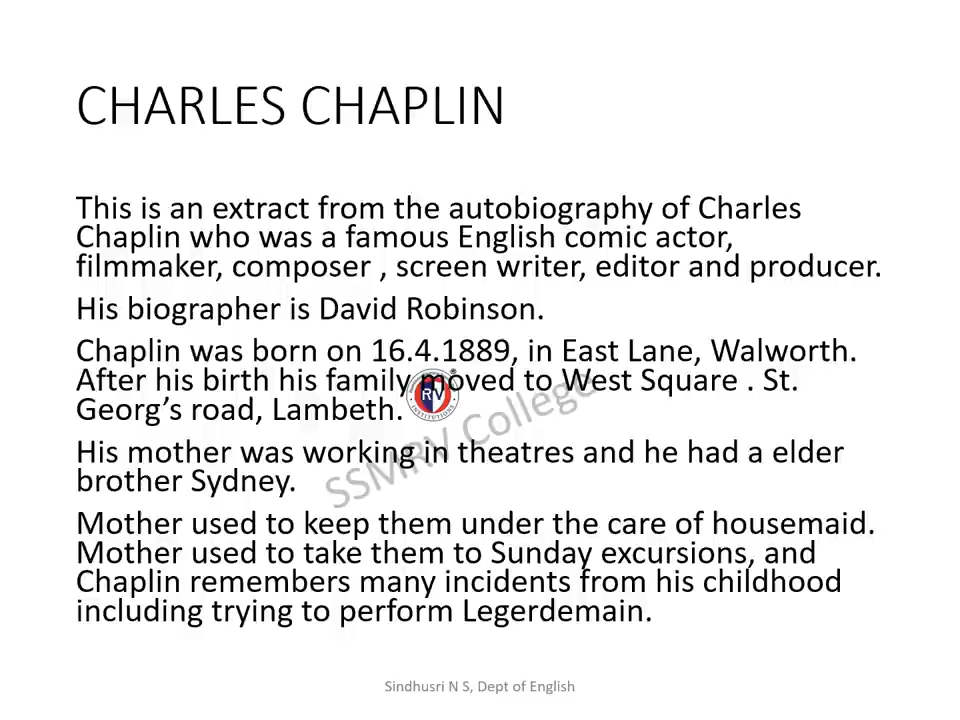 CHARLES CHAPLIN
This is an extract from the autobiography of Charles
Chaplin who was a famous English comic actor,
filmmaker, composer , screen writer, editor and producer.
His biographer is David Robinson.
Chaplin was born on 16.4.1889, in East Lane, Walworth.
After his birth his family moved to West Square . St.
Georg’s road, Lambeth.
RV
INSTITUTIONS
SSMRV College
His mother was working in theatres and he had a elder
brother Sydney.
Mother used to keep them under the care of housemaid.
Mother used to take them to Sunday excursions, and
Chaplin remembers many incidents from his childhood
including trying to perform Legerdemain.
Sindhusri N S, Dept of English